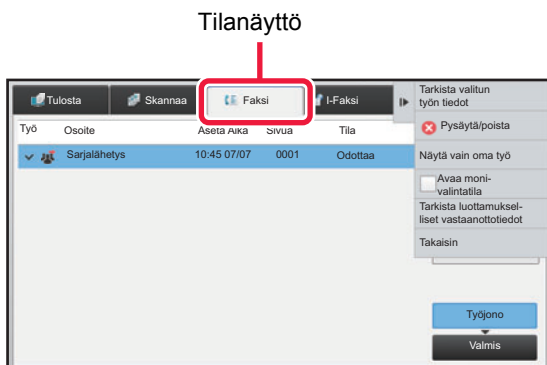 Tilanäyttö
Tulosta
Skannaa
Faksi
I-Faksi
Tarkista valitun
työn tiedot
Pysäytä/poista
Näytä vain oma työ
Avaa moni-
valintatila
Tarkista luottamuksel-
liset vastaanottotiedot
Takaisin
Työ Osoite Aseta Aika Sivua Tila
Sarjalähetys 10:45 07/07 0001 Odottaa
Työjono
Valmis